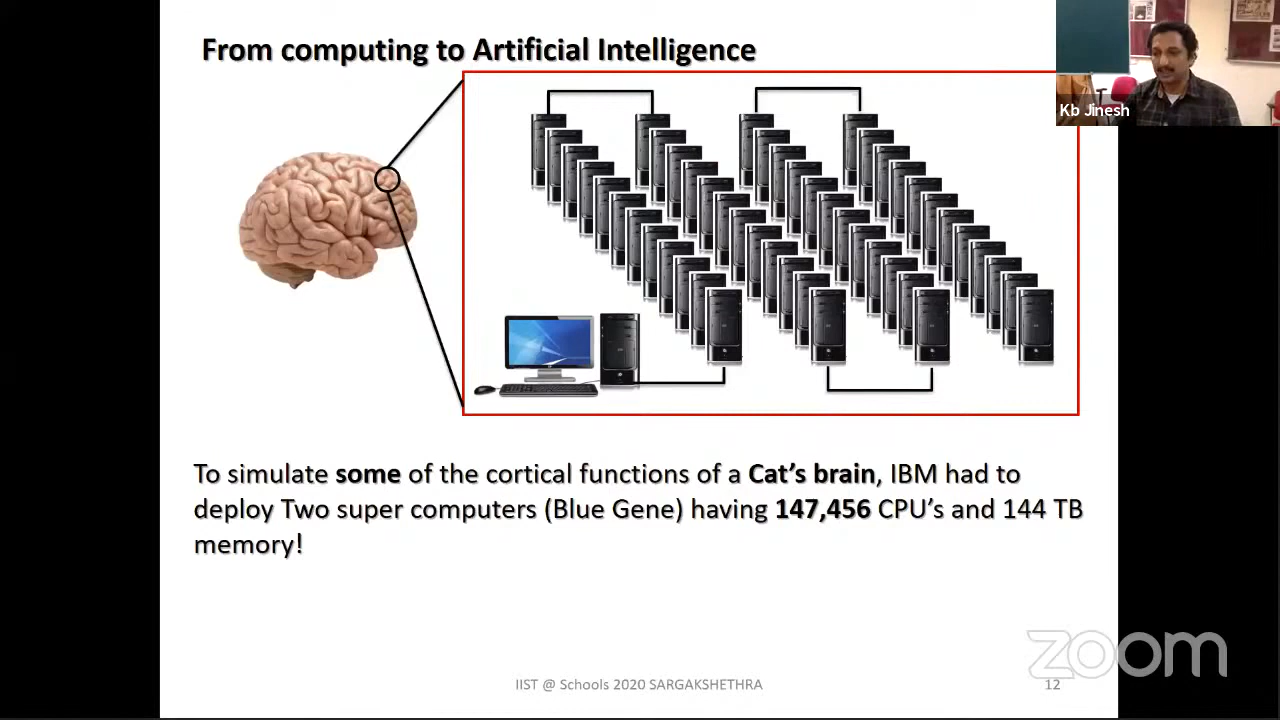 From computing to Artificial Intelligence
Kb Jinesh
To simulate some of the cortical functions of a Cat's brain, IBM had to
deploy Two super computers (Blue Gene) having 147,456 CPU's and 144 TB
memory!
zoom
IIST @ Schools 2020 SARGAKSHETHRA
12